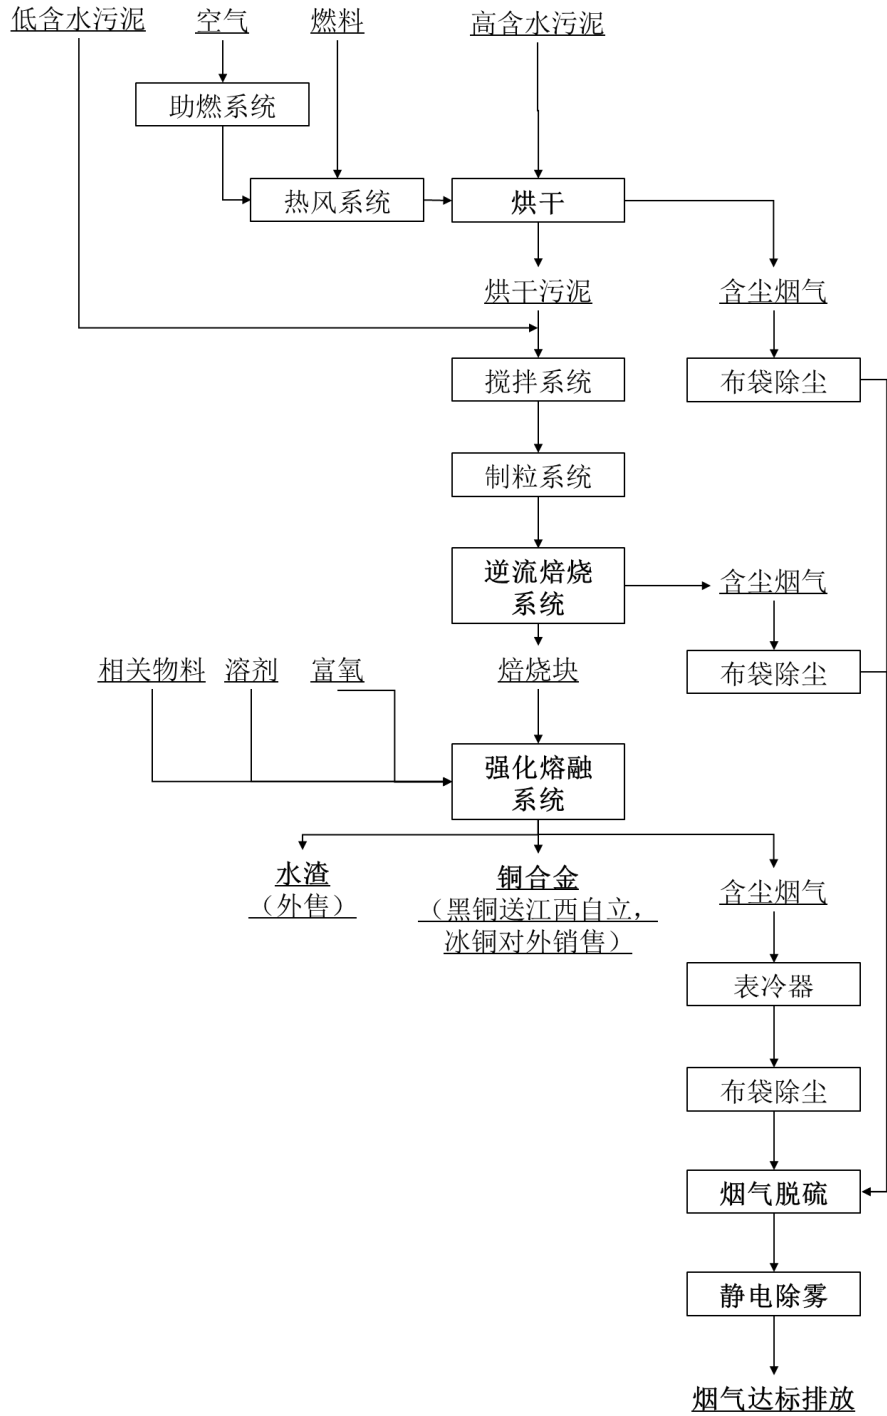 低含水污泥
空气
燃料
高含水污泥
助燃系统
热风系统
烘干
烘干污泥
含尘烟气
搅拌系统
布袋除尘
制粒系统
逆流焙烧
系统
含尘烟气
相关物料
溶剂
富氧
焙烧块
布袋除尘
强化熔融
系统
水渣
（外售）
铜合金
（黑铜送江西自立，
冰铜对外销售）
含尘烟气
表冷器
布袋除尘
烟气脱硫
静电除雾
烟气达标排放